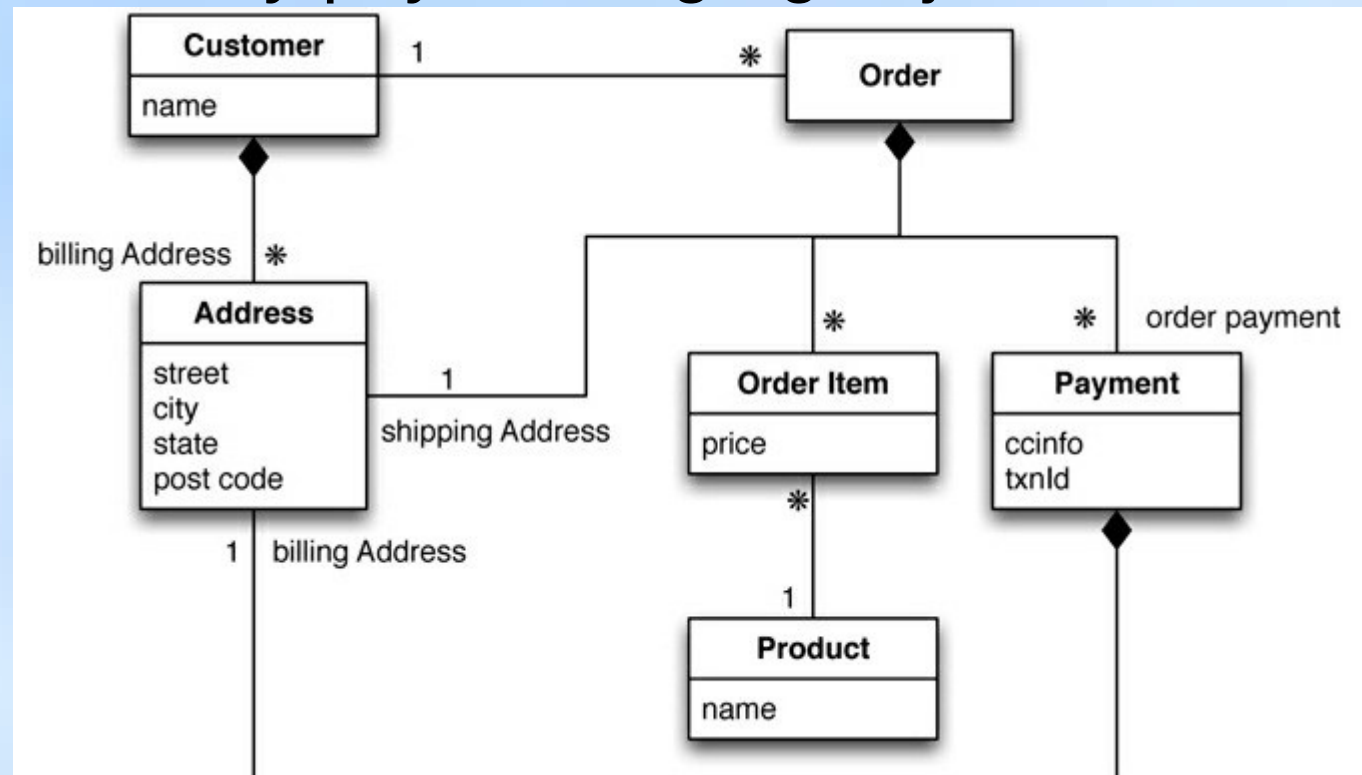 Customer
1
*
Order
name
billing Address
*
*
*
order payment
Address
street
city
state
post code
1
shipping Address
Order Item
price
Payment
ccinfo
txnId
*
1
billing Address
1
Product
name